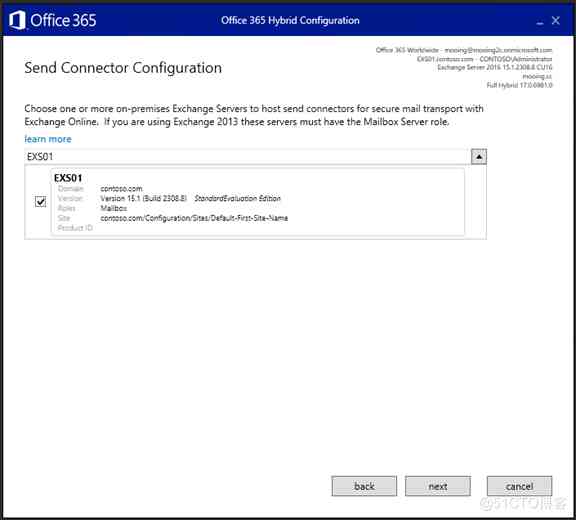 Office 365
Office 365 Hybrid Configuration
Office 365 Worldwide - mooing@mooing2c.onmicrosoft.com
EXS01.contoso.com - CONTOSO\Administrator
Exchange Server 2016 15.1.2308.8 CU16
mooing.cc
Full Hybrid 17.0.6981.0
Send Connector Configuration
Choose one or more on-premises Exchange Servers to host send connectors for secure mail transport with
Exchange Online. If you are using Exchange 2013 these servers must have the Mailbox Server role.
learn more
EXS01
EXS01
Domain contoso.com
Version Version 15.1 (Build 2308.8) StandardEvaluation Edition
Roles Mailbox
Site contoso.com/Configuration/Sites/Default-First-Site-Name
Product ID
back
next
cancel
@51CTO博客